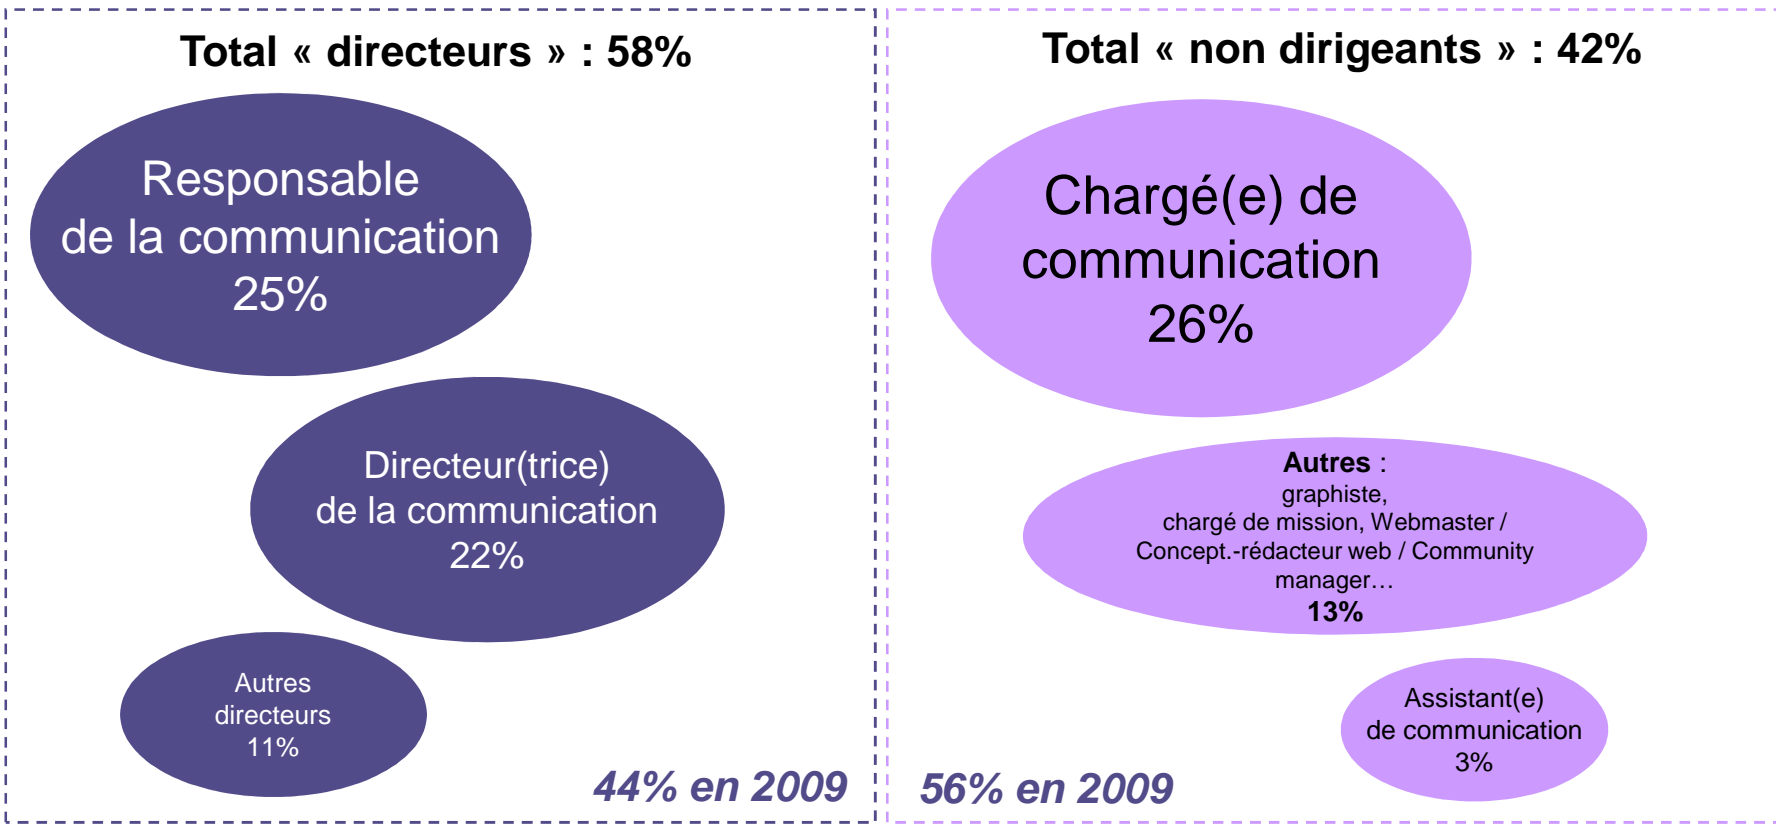 Total « directeurs » : 58%
Responsable
de la communication
25%
Directeur(trice)
de la communication
22%
Autres
directeurs
11%
44% en 2009
Total « non dirigeants » : 42%
Chargé(e) de
communication
26%
Autres :
graphiste,
chargé de mission, Webmaster /
Concept.-rédacteur web / Community
manager…
13%
Assistant(e)
de communication
3%
56% en 2009